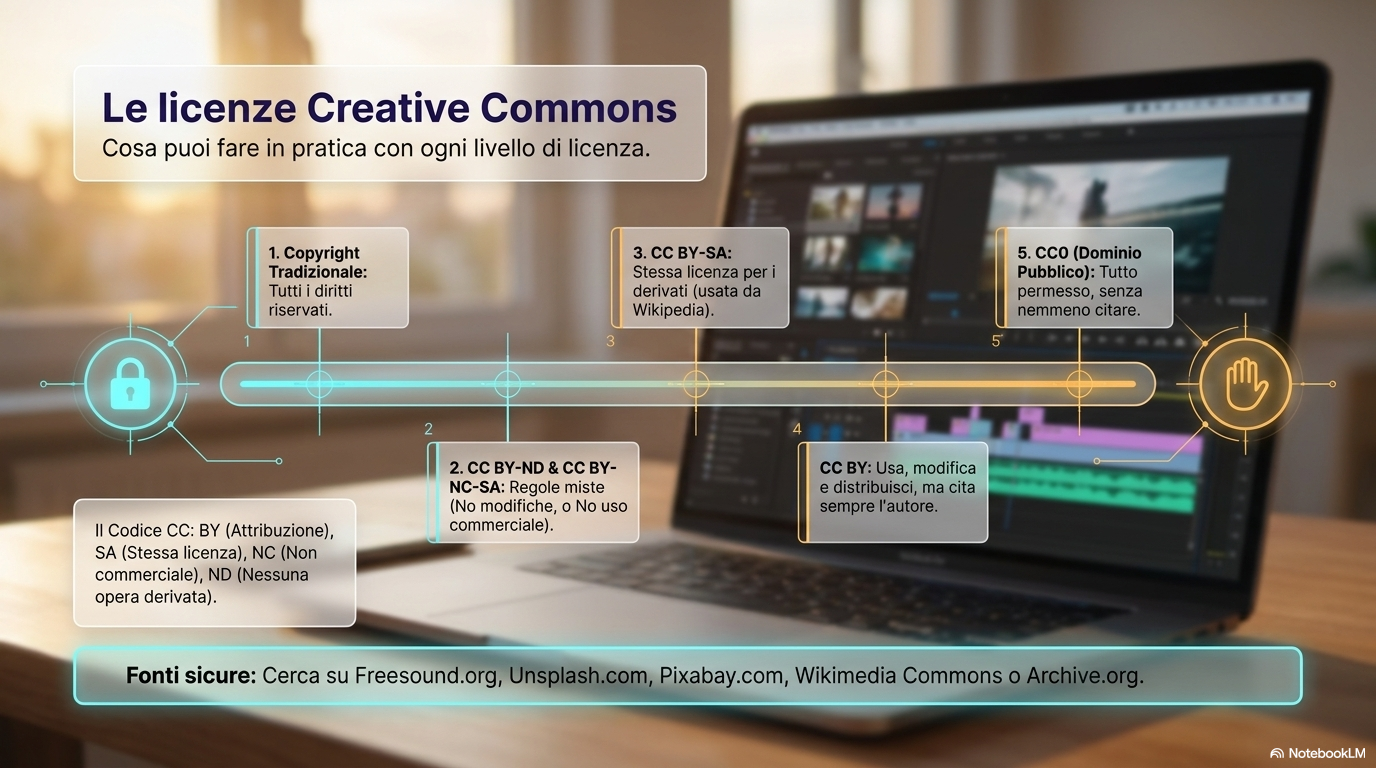 Le licenze Creative Commons
Cosa puoi fare in pratica con ogni livello di licenza.
1. Copyright
Tradizionale:
Tutti i diritti
riservati.
1
2
2. CC BY-ND & CC BY-
NC-SA: Regole miste
(No modifiche, o No uso
commerciale).
3. CC BY-SA:
Stessa licenza per i
derivati (usata da
Wikipedia).
3
4
CC BY: Usa, modifica
e distribuisci, ma cita
sempre l'autore.
5. CC0 (Dominio
Pubblico): Tutto
permesso, senza
nemmeno citare.
5
Il Codice CC: BY (Attribuzione),
SA (Stessa licenza), NC (Non
commerciale), ND (Nessuna
opera derivata).
Fonti sicure: Cerca su Freesound.org, Unsplash.com, Pixabay.com, Wikimedia Commons o Archive.org.
NotebookLM